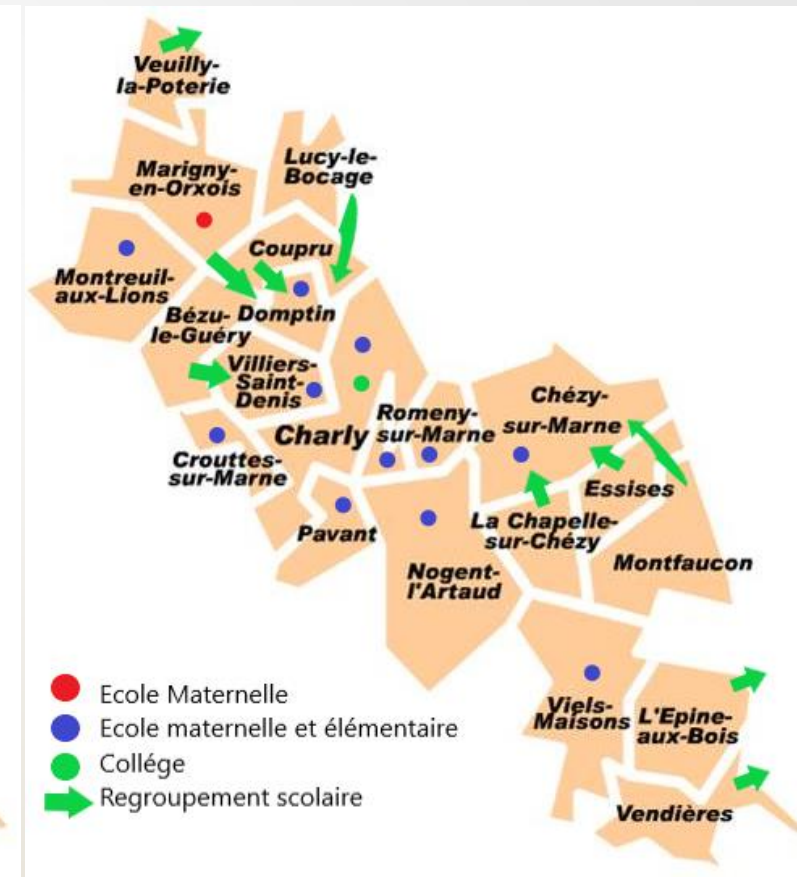 Veuilly-
la-Poterie
Marigny-
en-Orxois
Lucy-le-
Bocage
Coupru
Montreuil-
aux-Lions
Bézu-
le-Guéry
Domptin
Villiers-
Saint-
Denis
Charly
Romeny-
sur-Marne
Chézy-
sur-Marne
Crouttes-
sur-Marne
Essises
Pavant
La Chapelle-
sur-Chézy
Nogent-
l'Artaud
Montfaucon
Viels-
Maisons
L'Epine-
aux-Bois
Vendières
Ecole Maternelle
Ecole maternelle et élémentaire
Collége
Regroupement scolaire